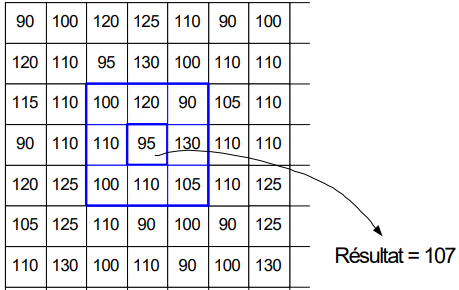 90 100 120 125 110 90 100
120 110 95 130 100 110 110
115 110 100 120 90 105 110
90 110 110 95 130 110 110
120 125 100 110 105 110 125
105 125 110 90 100 90 125
110 130 100 110 90 100 130
Résultat = 107